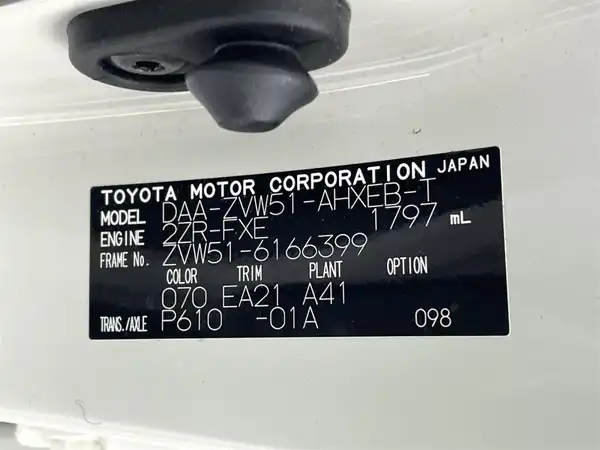 TOYOTA MOTOR CORPORATION JAPAN
MODEL DAA-ZVW51-AHXEB-T
ENGINE 2ZR-FXE 1797 mL
FRAME No. ZVW51-6166399
COLOR TRIM PLANT OPTION
070 EA21 A41
TRANS./AXLE P610 -01A 098